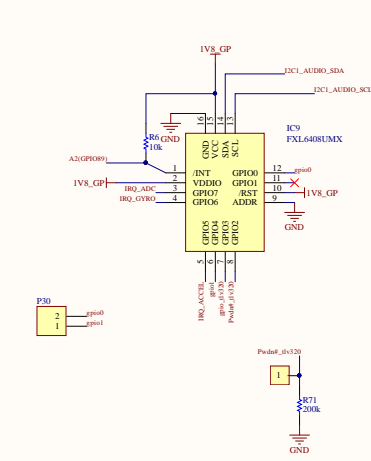 1V8_GP
I2C1_AUDIO_SDA
I2C1_AUDIO_SCL
16 15 14 13
GND VCC SDA SCL
IC9
FXL6408UMX
R6
10k
GND
A2(GPIO89)
1V8_GP
IRQ_ADC
IRQ_GYRO
1 /INT
2 VDDIO
3 GPIO7
4 GPIO6
GPIO0 12 gpio0
GPIO1 11
/RST 10 1V8_GP
ADDR 9
GND
GPIO5 GPIO4 GPIO3 GPIO2
5 6 7 8
IRQ_ACCEL
gpio1
gpio_tlv320
Pwdn#_tlv320
P30
2 gpio0
1 gpio1
Pwdn#_tlv320
1
R71
200k
GND